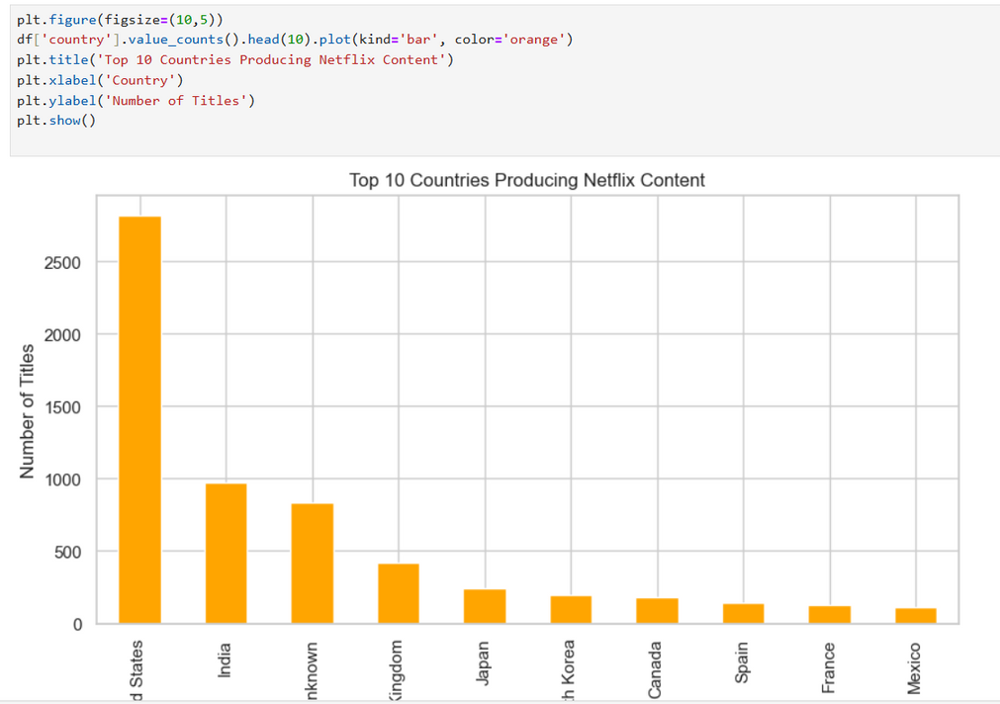 plt.figure(figsize=(10,5))
df['country'].value_counts().head(10).plot(kind='bar', color='orange')
plt.title('Top 10 Countries Producing Netflix Content')
plt.xlabel('Country')
plt.ylabel('Number of Titles')
plt.show()
Top 10 Countries Producing Netflix Content
Number of Titles
2500
2000
1500
1000
500
0
d States
India
nknown
Kingdom
Japan
h Korea
Canada
Spain
France
Mexico